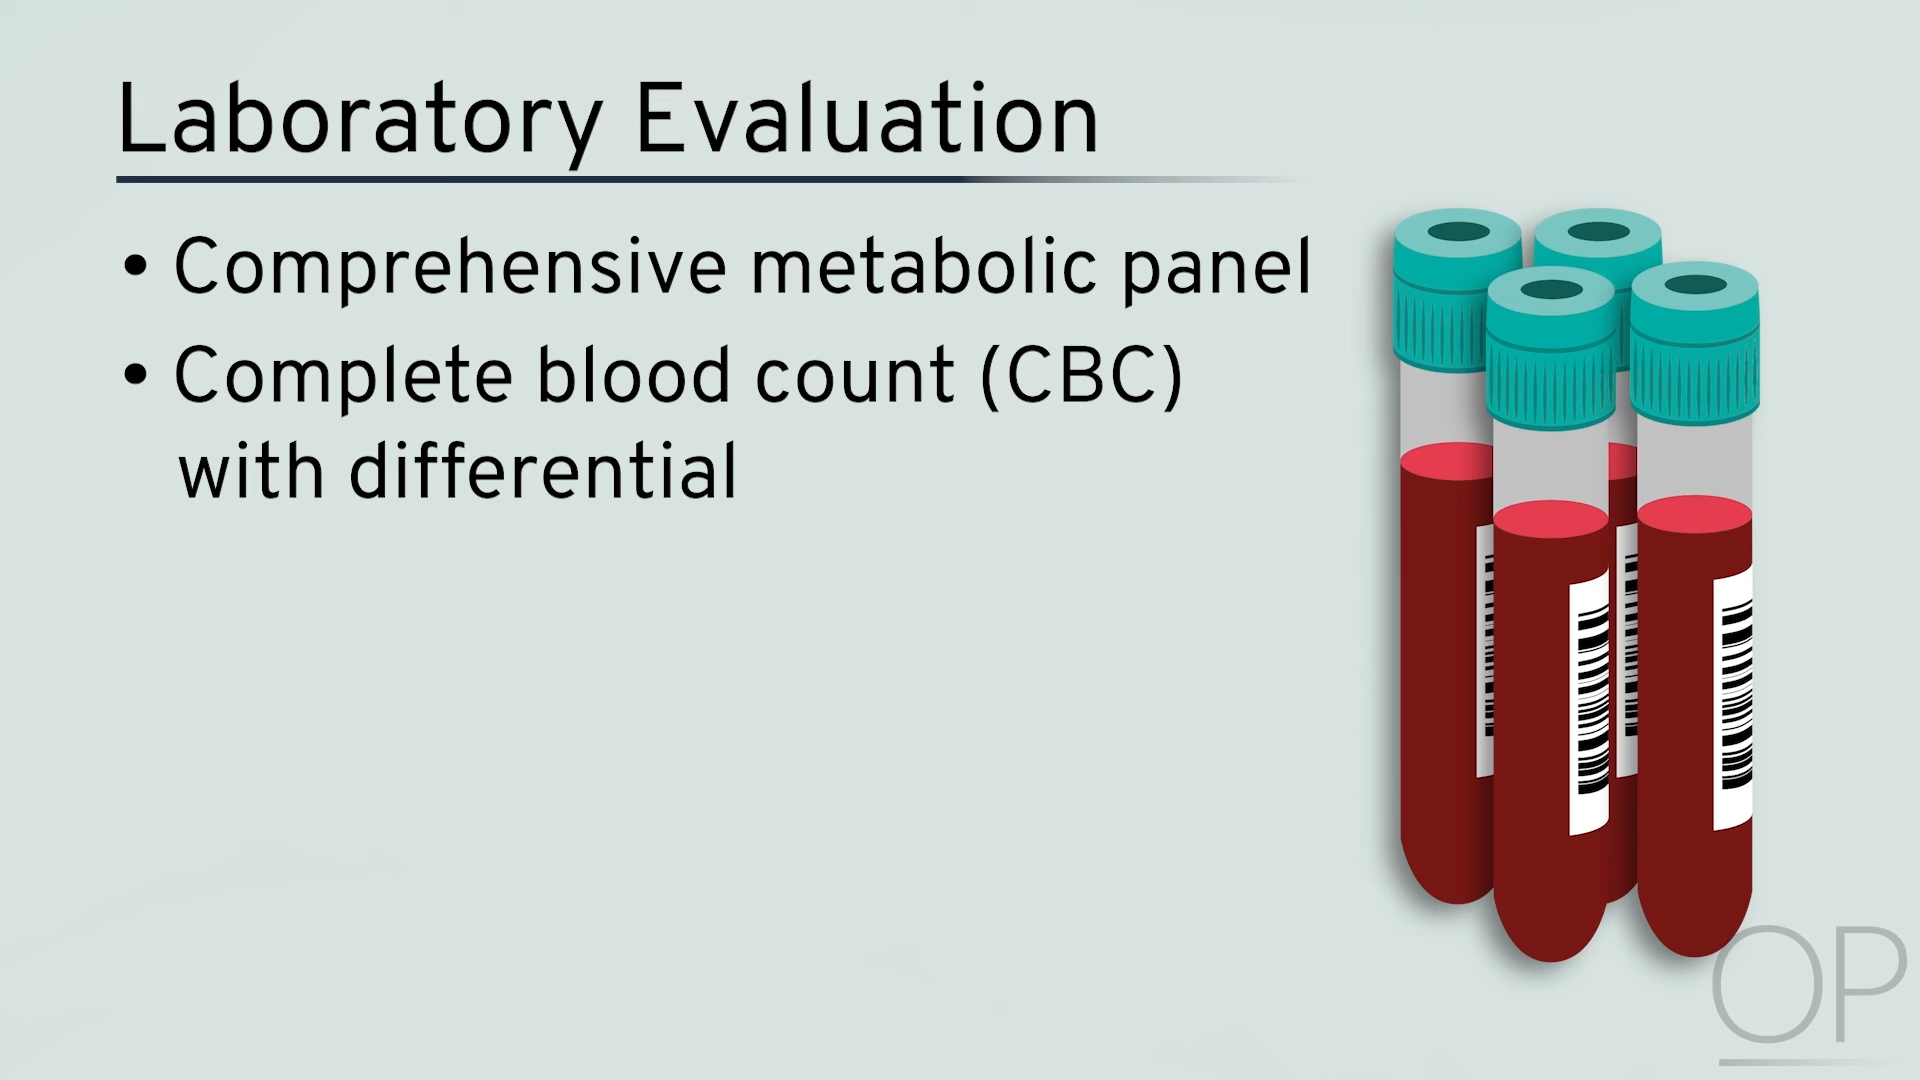 Laboratory Evaluation
• Comprehensive metabolic panel
• Complete blood count (CBC)
with differential
OP